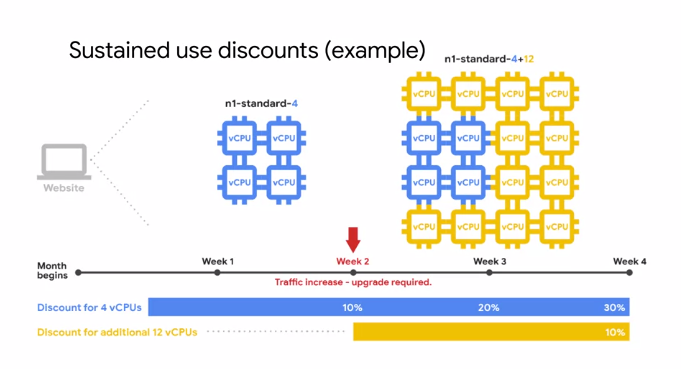 Sustained use discounts (example)
n1-standard-4+12
n1-standard-4
vCPU vCPU vCPU vCPU
vCPU vCPU
vCPU vCPU vCPU vCPU
vCPU vCPU
vCPU vCPU vCPU vCPU
vCPU vCPU vCPU vCPU
Website
Month
begins
Week 1
Week 2
Week 3
Week 4
Traffic increase - upgrade required.
Discount for 4 vCPUs
10%
20%
30%
Discount for additional 12 vCPUs
10%